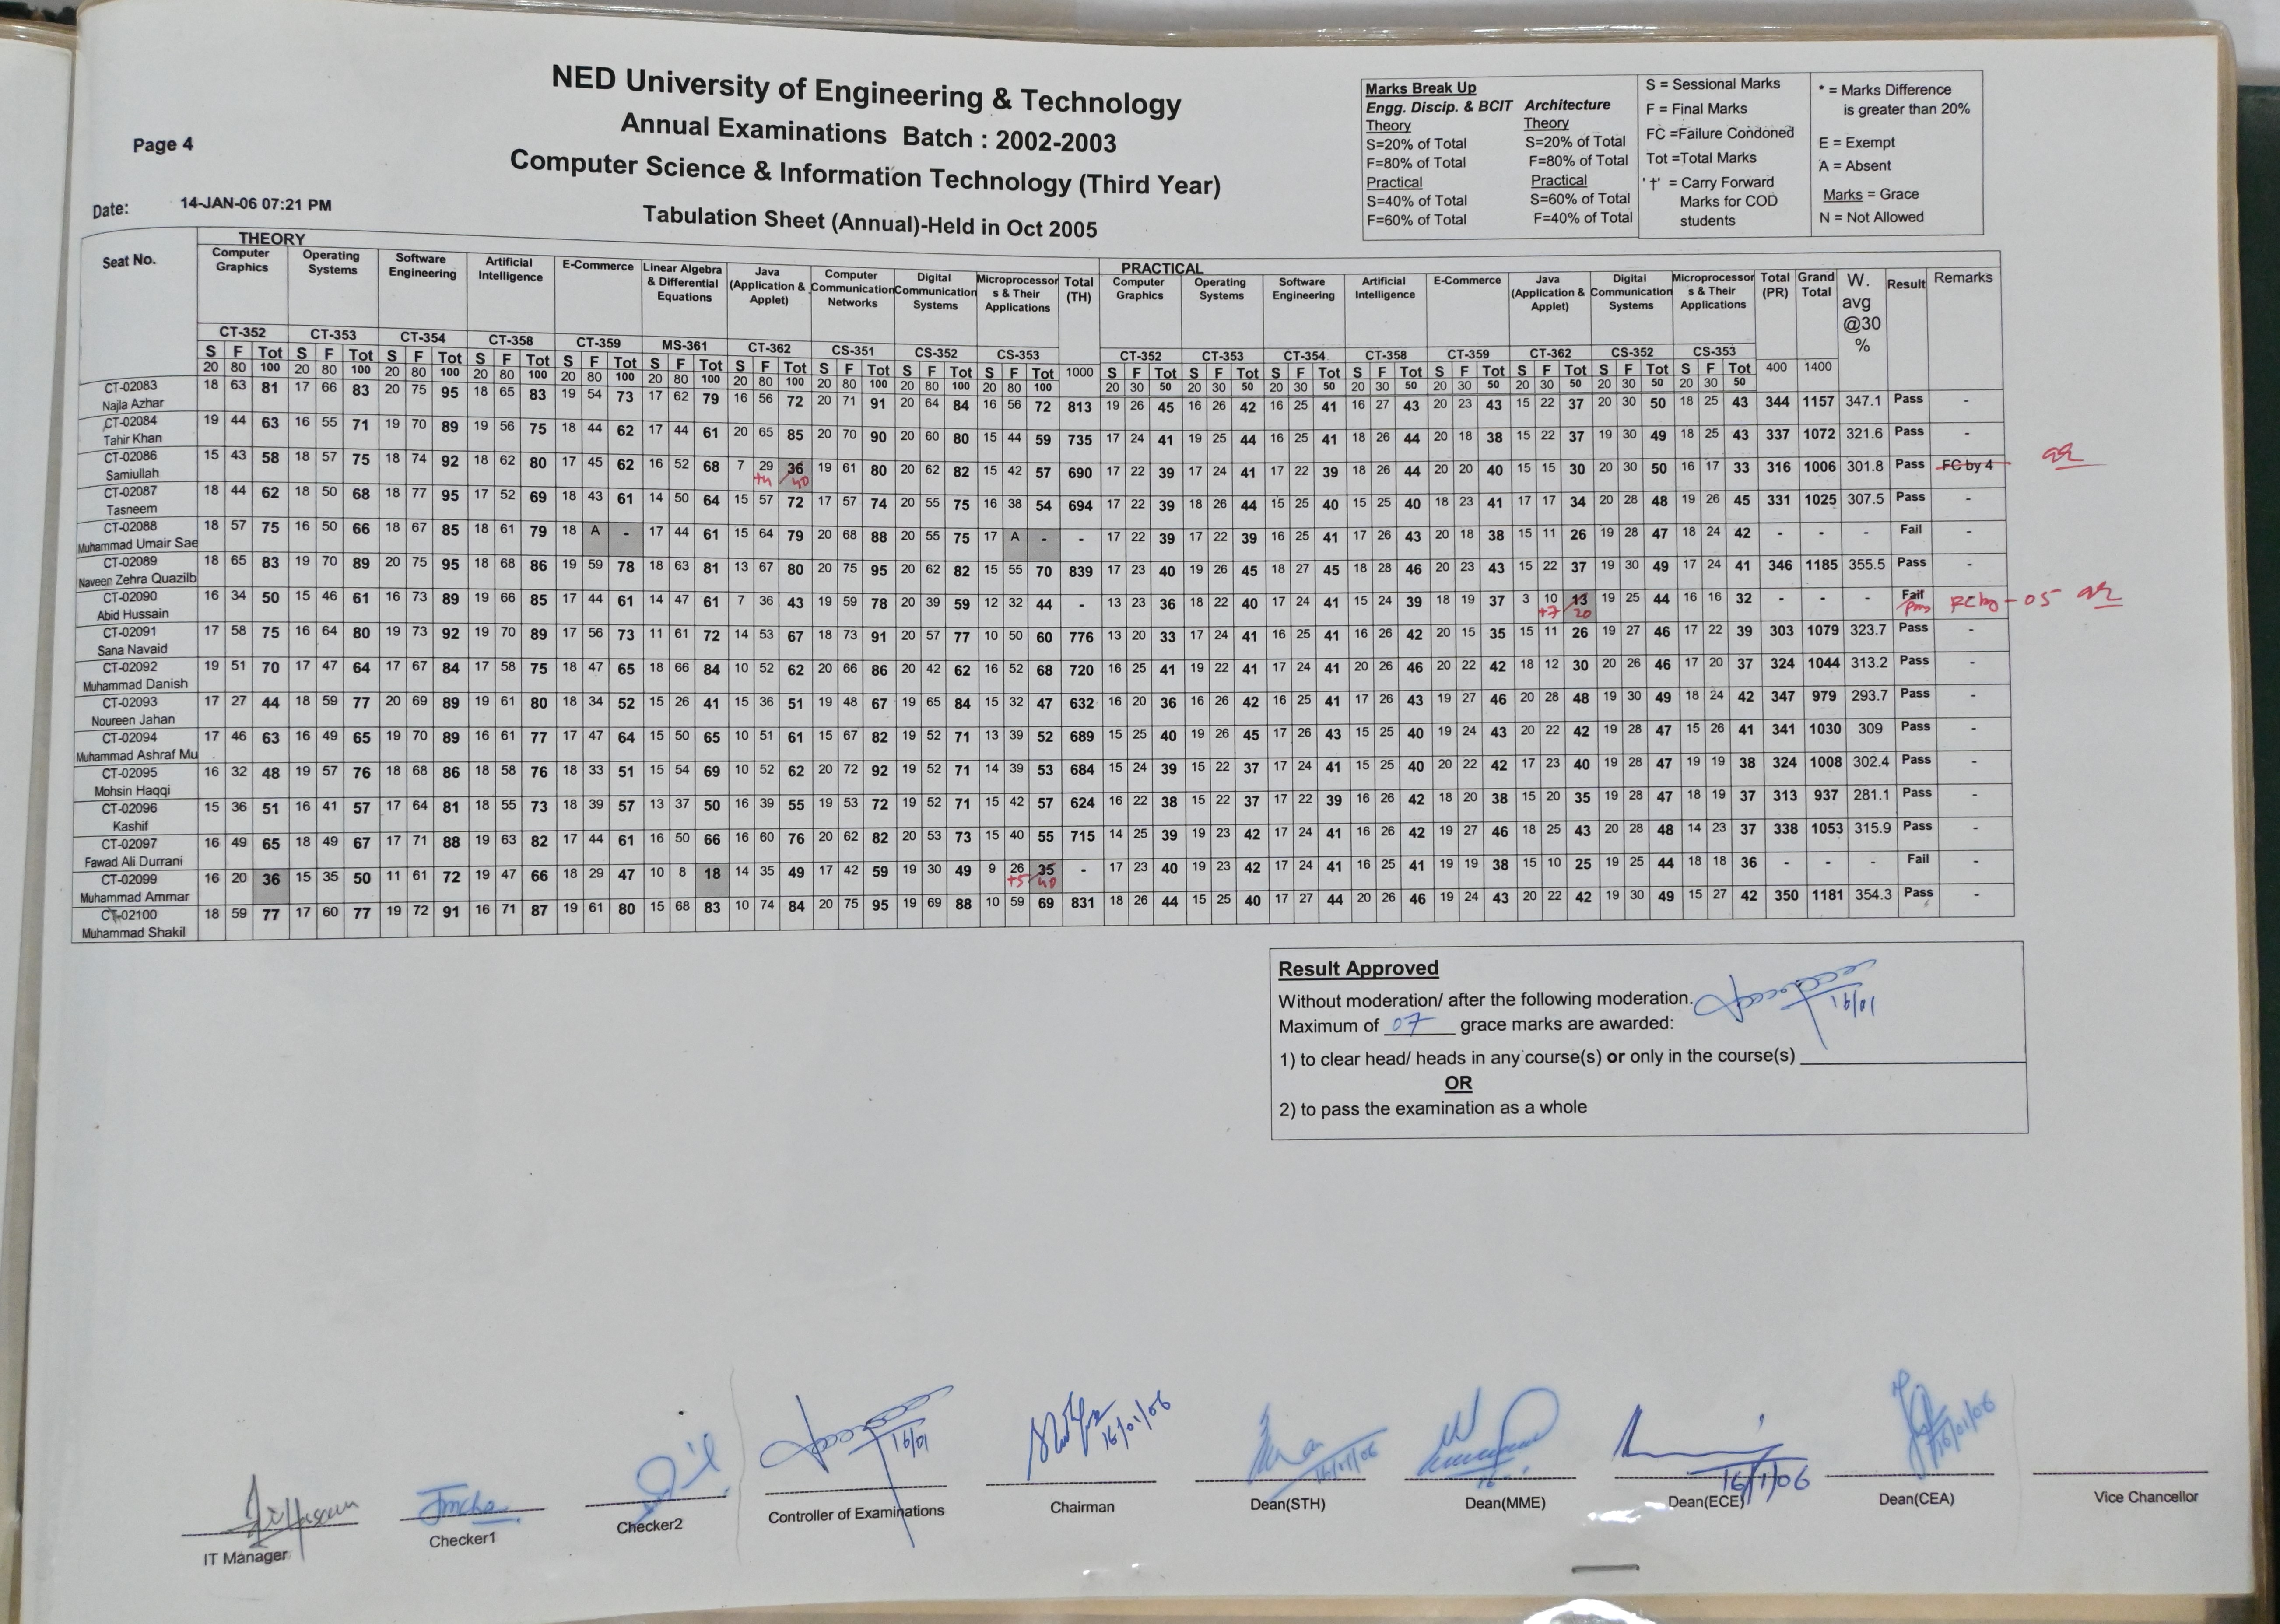 NED University of Engineering & Technology
Annual Examinations Batch : 2002-2003
Computer Science & Information Technology (Third Year)
Tabulation Sheet (Annual)-Held in Oct 2005
Page 4
Date: 14-JAN-06 07:21 PM
Marks Break Up
Engg. Discip. & BCIT Architecture
Theory Theory
S=20% of Total S=20% of Total
F=80% of Total F=80% of Total
Practical Practical
S=40% of Total S=60% of Total
F=60% of Total F=40% of Total
S = Sessional Marks
F = Final Marks
FC =Failure Condoned
Tot =Total Marks
'†' = Carry Forward
Marks for COD
students
* = Marks Difference
is greater than 20%
E = Exempt
A = Absent
Marks = Grace
N = Not Allowed
Seat No. THEORY PRACTICAL
Computer Graphics Operating Systems Software Engineering Artificial Intelligence E-Commerce Linear Algebra & Differential Equations Java (Application & Applet) Computer Communication Networks Digital Communication Systems Microprocessor s & Their Applications Total (TH) Computer Graphics Operating Systems Software Engineering Artificial Intelligence E-Commerce Java (Application & Applet) Digital Communication Systems Microprocessor s & Their Applications Total (PR) Grand Total W. avg @30 % Result Remarks
CT-352 CT-353 CT-354 CT-358 CT-359 MS-361 CT-362 CS-351 CS-352 CS-353 CT-352 CT-353 CT-354 CT-358 CT-359 CT-362 CS-352 CS-353
S F Tot S F Tot S F Tot S F Tot S F Tot S F Tot S F Tot S F Tot S F Tot S F Tot S F Tot S F Tot S F Tot S F Tot S F Tot S F Tot S F Tot S F Tot
20 80 100 20 80 100 20 80 100 20 80 100 20 80 100 20 80 100 20 80 100 20 80 100 20 80 100 20 80 100 1000 20 30 50 20 30 50 20 30 50 20 30 50 20 30 50 20 30 50 20 30 50 20 30 50 400 1400
CT-02083 18 63 81 17 66 83 20 75 95 18 65 83 19 54 73 17 62 79 16 56 72 20 71 91 20 64 84 16 56 72 813 19 26 45 16 26 42 16 25 41 16 27 43 20 23 43 15 22 37 20 30 50 18 25 43 344 1157 347.1 Pass -
Najla Azhar
CT-02084 19 44 63 16 55 71 19 70 89 19 56 75 18 44 62 17 44 61 20 65 85 20 70 90 20 60 80 15 44 59 735 17 24 41 19 25 44 16 25 41 18 26 44 20 18 38 15 22 37 19 30 49 18 25 43 337 1072 321.6 Pass -
Tahir Khan
CT-02086 15 43 58 18 57 75 18 74 92 18 62 80 17 45 62 16 52 68 7 29 36 19 61 80 20 62 82 15 42 57 690 17 22 39 17 24 41 17 22 39 18 26 44 20 20 40 15 15 30 20 30 50 16 17 33 316 1006 301.8 Pass FC by 4
Samiullah +4 40
CT-02087 18 44 62 18 50 68 18 77 95 17 52 69 18 43 61 14 50 64 15 57 72 17 57 74 20 55 75 16 38 54 694 17 22 39 18 26 44 15 25 40 15 25 40 18 23 41 17 17 34 20 28 48 19 26 45 331 1025 307.5 Pass -
Tasneem
CT-02088 18 57 75 16 50 66 18 67 85 18 61 79 18 A - 17 44 61 15 64 79 20 68 88 20 55 75 17 A - - 17 22 39 17 22 39 16 25 41 17 26 43 20 18 38 15 11 26 19 28 47 18 24 42 - - - Fail -
Muhammad Umair Sae
CT-02089 18 65 83 19 70 89 20 75 95 18 68 86 19 59 78 18 63 81 13 67 80 20 75 95 20 62 82 15 55 70 839 17 23 40 19 26 45 18 27 45 18 28 46 20 23 43 15 22 37 19 30 49 17 24 41 346 1185 355.5 Pass -
Naveen Zehra Quazilb
CT-02090 16 34 50 15 46 61 16 73 89 19 66 85 17 44 61 14 47 61 7 36 43 19 59 78 20 39 59 12 32 44 - 13 23 36 18 22 40 17 24 41 15 24 39 18 19 37 3 10 13 19 25 44 16 16 32 - - - Fail
Abid Hussain +7 20
CT-02091 17 58 75 16 64 80 19 73 92 19 70 89 17 56 73 11 61 72 14 53 67 18 73 91 20 57 77 10 50 60 776 13 20 33 17 24 41 16 25 41 16 26 42 20 15 35 15 11 26 19 27 46 17 22 39 303 1079 323.7 Pass -
Sana Navaid
CT-02092 19 51 70 17 47 64 17 67 84 17 58 75 18 47 65 18 66 84 10 52 62 20 66 86 20 42 62 16 52 68 720 16 25 41 19 22 41 17 24 41 20 26 46 20 22 42 18 12 30 20 26 46 17 20 37 324 1044 313.2 Pass -
Muhammad Danish
CT-02093 17 27 44 18 59 77 20 69 89 19 61 80 18 34 52 15 26 41 15 36 51 19 48 67 19 65 84 15 32 47 632 16 20 36 16 26 42 16 25 41 17 26 43 19 27 46 20 28 48 19 30 49 18 24 42 347 979 293.7 Pass -
Noureen Jahan
CT-02094 17 46 63 16 49 65 19 70 89 16 61 77 17 47 64 15 50 65 10 51 61 15 67 82 19 52 71 13 39 52 689 15 25 40 19 26 45 17 26 43 15 25 40 19 24 43 20 22 42 19 28 47 15 26 41 341 1030 309 Pass -
Muhammad Ashraf Mu
CT-02095 16 32 48 19 57 76 18 68 86 18 58 76 18 33 51 15 54 69 10 52 62 20 72 92 19 52 71 14 39 53 684 15 24 39 15 22 37 17 24 41 15 25 40 20 22 42 17 23 40 19 28 47 19 19 38 324 1008 302.4 Pass -
Mohsin Haqqi
CT-02096 15 36 51 16 41 57 17 64 81 18 55 73 18 39 57 13 37 50 16 39 55 19 53 72 19 52 71 15 42 57 624 16 22 38 15 22 37 17 22 39 16 26 42 18 20 38 15 20 35 19 28 47 18 19 37 313 937 281.1 Pass -
Kashif
CT-02097 16 49 65 18 49 67 17 71 88 19 63 82 17 44 61 16 50 66 16 60 76 20 62 82 20 53 73 15 40 55 715 14 25 39 19 23 42 17 24 41 16 26 42 19 27 46 18 25 43 20 28 48 14 23 37 338 1053 315.9 Pass -
Fawad Ali Durrani
CT-02099 16 20 36 15 35 50 11 61 72 19 47 66 18 29 47 10 8 18 14 35 49 17 42 59 19 30 49 9 26 35 - 17 23 40 19 23 42 17 24 41 16 25 41 19 19 38 15 10 25 19 25 44 18 18 36 - - - Fail -
Muhammad Ammar +5 40
CT-02100 18 59 77 17 60 77 19 72 91 16 71 87 19 61 80 15 68 83 10 74 84 20 75 95 19 69 88 10 59 69 831 18 26 44 15 25 40 17 27 44 20 26 46 19 24 43 20 22 42 19 30 49 15 27 42 350 1181 354.3 Pass -
Muhammad Shakil
Result Approved
Without moderation/ after the following moderation.
16/01
Maximum of 07 grace marks are awarded:
1) to clear head/ heads in any course(s) or only in the course(s)
OR
2) to pass the examination as a whole
16/01 16/01/06 16/01/06 16 16/1/06 16/01/06
IT Manager Checker1 Checker2 Controller of Examinations Chairman Dean(STH) Dean(MME) Dean(ECE) Dean(CEA) Vice Chancellor